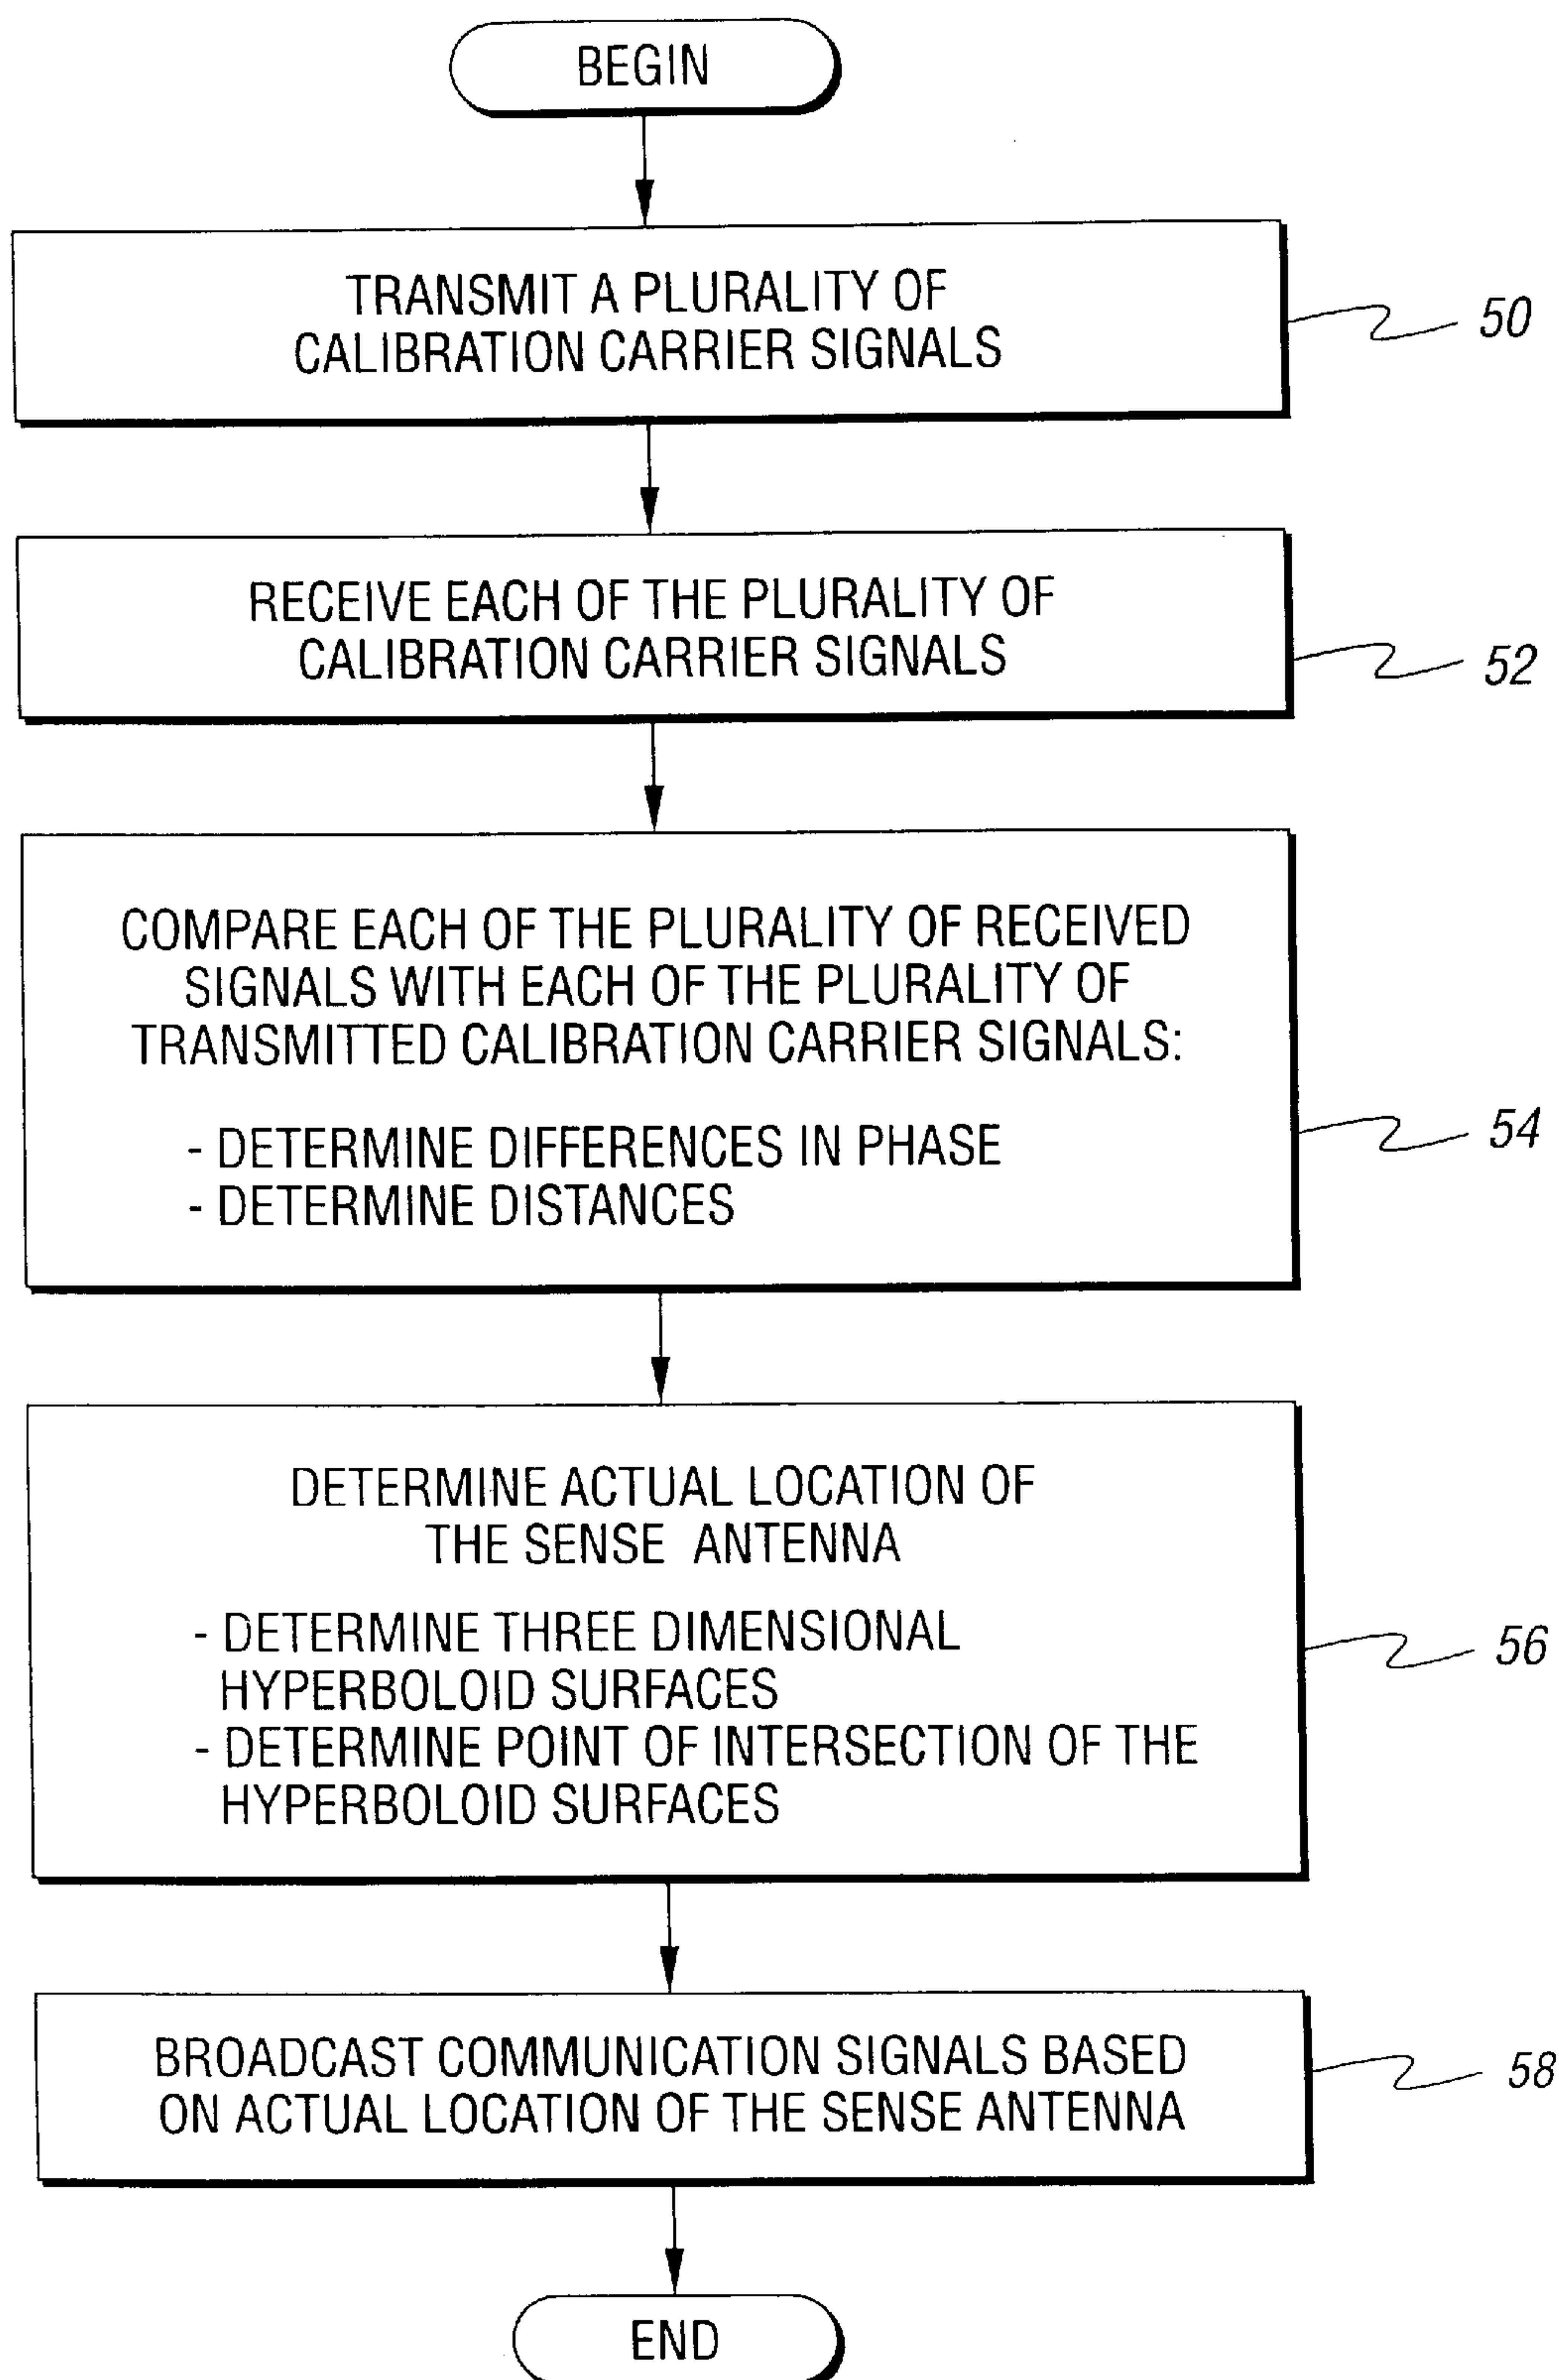 BEGIN
TRANSMIT A PLURALITY OF
CALIBRATION CARRIER SIGNALS
50
RECEIVE EACH OF THE PLURALITY OF
CALIBRATION CARRIER SIGNALS
52
COMPARE EACH OF THE PLURALITY OF RECEIVED
SIGNALS WITH EACH OF THE PLURALITY OF
TRANSMITTED CALIBRATION CARRIER SIGNALS:
- DETERMINE DIFFERENCES IN PHASE
- DETERMINE DISTANCES
54
DETERMINE ACTUAL LOCATION OF
THE SENSE ANTENNA
- DETERMINE THREE DIMENSIONAL
HYPERBOLOID SURFACES
- DETERMINE POINT OF INTERSECTION OF THE
HYPERBOLOID SURFACES
56
BROADCAST COMMUNICATION SIGNALS BASED
ON ACTUAL LOCATION OF THE SENSE ANTENNA
58
END